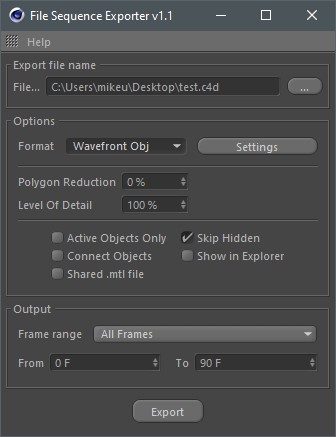 File Sequence Exporter v1.1
Help
Export file name
File... C:\Users\mikeu\Desktop\test.c4d ...
Options
Format Wavefront Obj Settings
Polygon Reduction 0 %
Level Of Detail 100 %
Active Objects Only Skip Hidden
Connect Objects Show in Explorer
Shared .mtl file
Output
Frame range All Frames
From 0 F To 90 F
Export